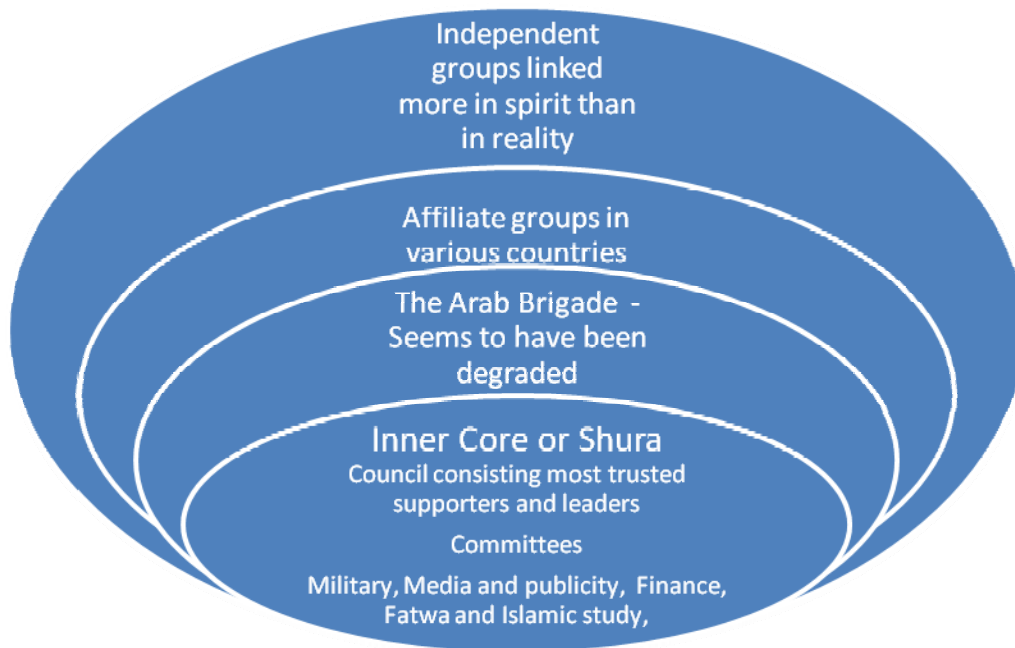 Independent
groups linked
more in spirit than
in reality
Affiliate groups in
various countries
The Arab Brigade -
Seems to have been
degraded
Inner Core or Shura
Council consisting most trusted
supporters and leaders
Committees
Military, Media and publicity, Finance,
Fatwa and Islamic study,